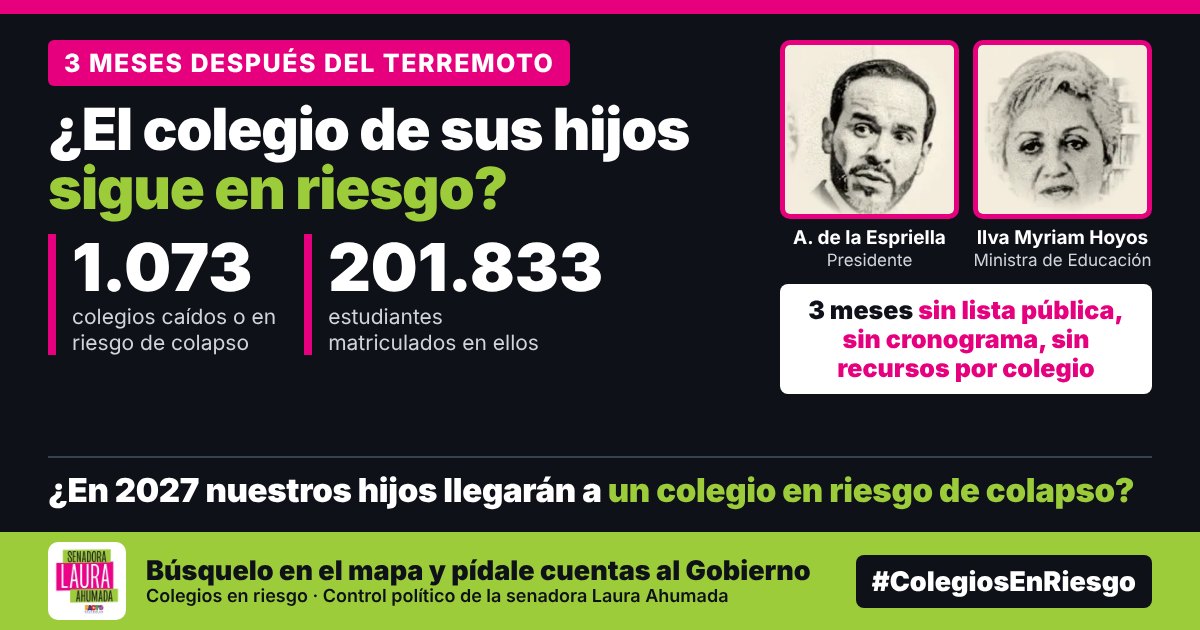 3 MESES DESPUÉS DEL TERREMOTO
¿El colegio de sus hijos
sigue en riesgo?
1.073
colegios caídos o en
riesgo de colapso
201.833
estudiantes
matriculados en ellos
A. de la Espriella
Presidente
Ilva Myriam Hoyos
Ministra de Educación
3 meses sin lista pública,
sin cronograma, sin
recursos por colegio
¿En 2027 nuestros hijos llegarán a un colegio en riesgo de colapso?
SENADORA
LAURA
AHUMADA
Búsquelo en el mapa y pídale cuentas al Gobierno
Colegios en riesgo · Control político de la senadora Laura Ahumada
#ColegiosEnRiesgo